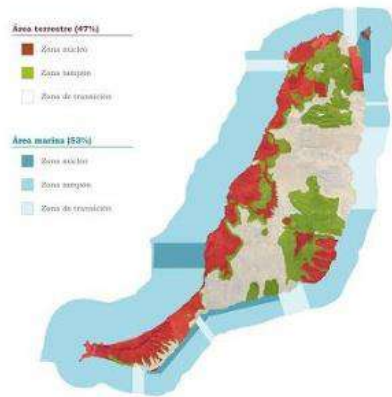 Área terrestre (47%)
Zona núcleo
Zona tampón
Zona de transición
Área marina (53%)
Zona núcleo
Zona tampón
Zona de transición